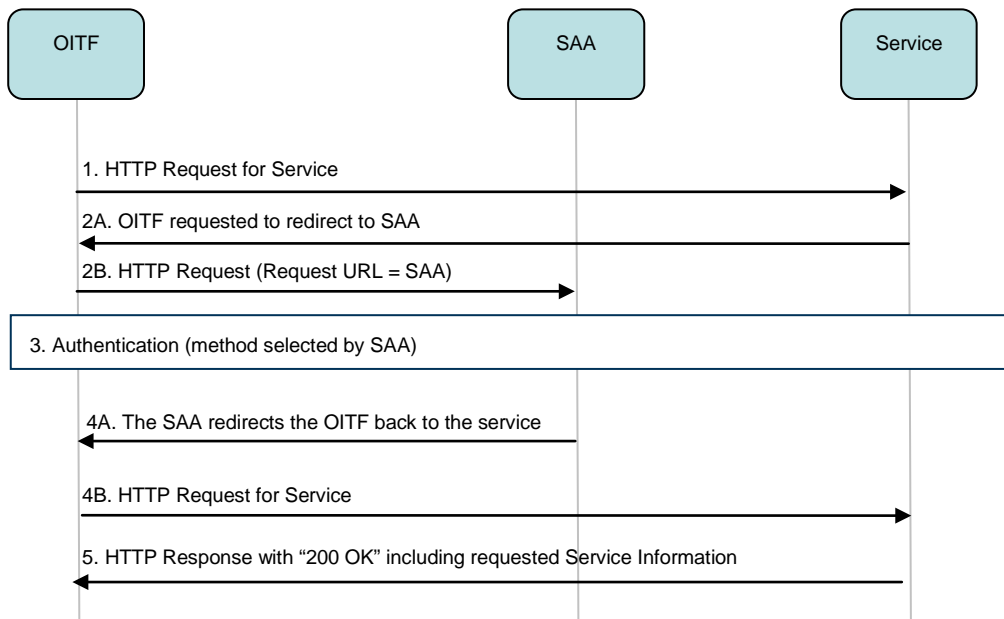 OITF
SAA
Service
1. HTTP Request for Service
2A. OITF requested to redirect to SAA
2B. HTTP Request (Request URL = SAA)
3. Authentication (method selected by SAA)
4A. The SAA redirects the OITF back to the service
4B. HTTP Request for Service
5. HTTP Response with “200 OK” including requested Service Information